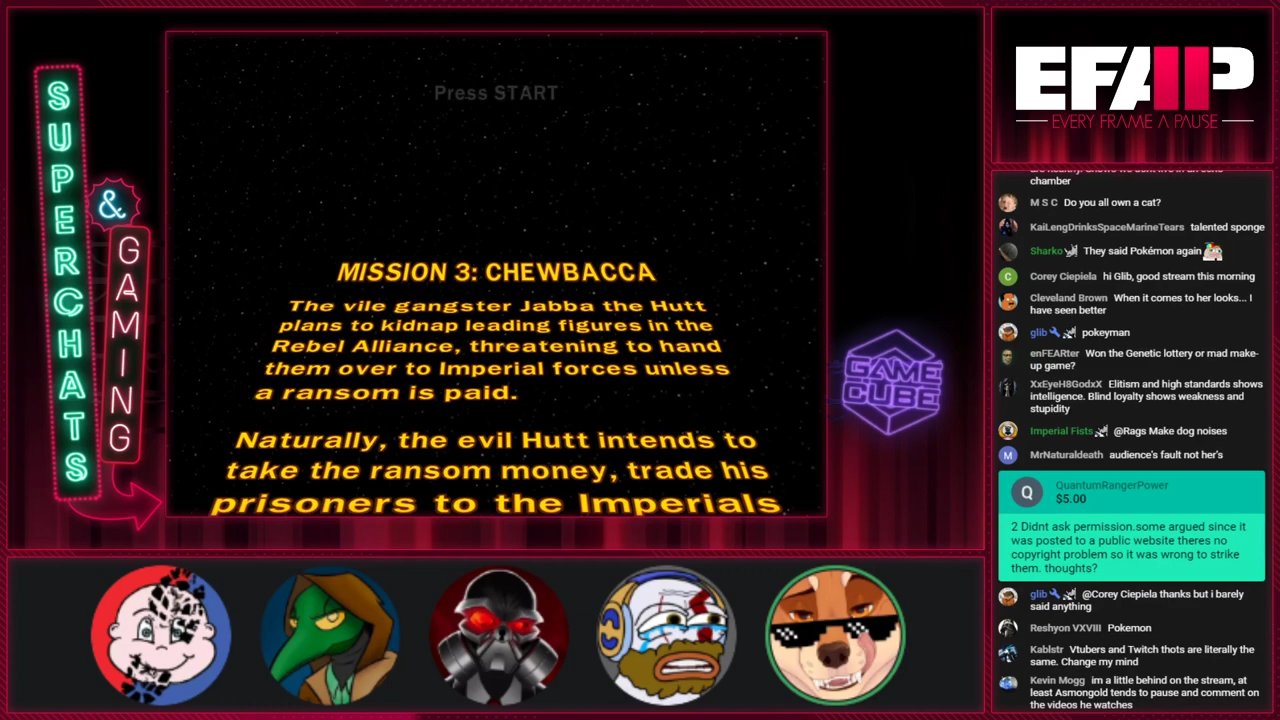 SUPERCHATS
&
GAMING
Press START
MISSION 3: CHEWBACCA
The vile gangster Jabba the Hutt
plans to kidnap leading figures in the
Rebel Alliance, threatening to hand
them over to Imperial forces unless
a ransom is paid.
Naturally, the evil Hutt intends to
take the ransom money, trade his
prisoners to the Imperials
GAME
CUBE
EFAP
EVERY FRAME A PAUSE
chamber
M S C Do you all own a cat?
KaiLengDrinksSpaceMarineTears talented sponge
Sharko They said Pokémon again
C
Corey Ciepiela hi Glib, good stream this morning
Cleveland Brown When it comes to her looks... I
have seen better
glib pokeyman
enFEARter Won the Genetic lottery or mad make-
up game?
XxEyeH8GodxX Elitism and high standards shows
intelligence. Blind loyalty shows weakness and
stupidity
Imperial Fists @Rags Make dog noises
M
MrNaturaldeath audience's fault not her's
Q
QuantumRangerPower
$5.00
2 Didnt ask permission.some argued since it
was posted to a public website theres no
copyright problem so it was wrong to strike
them. thoughts?
glib @Corey Ciepiela thanks but i barely
said anything
Reshyon VXVIII Pokemon
Kablstr Vtubers and Twitch thots are literally the
same. Change my mind
Kevin Mogg im a little behind on the stream, at
least Asmongold tends to pause and comment on
the videos he watches